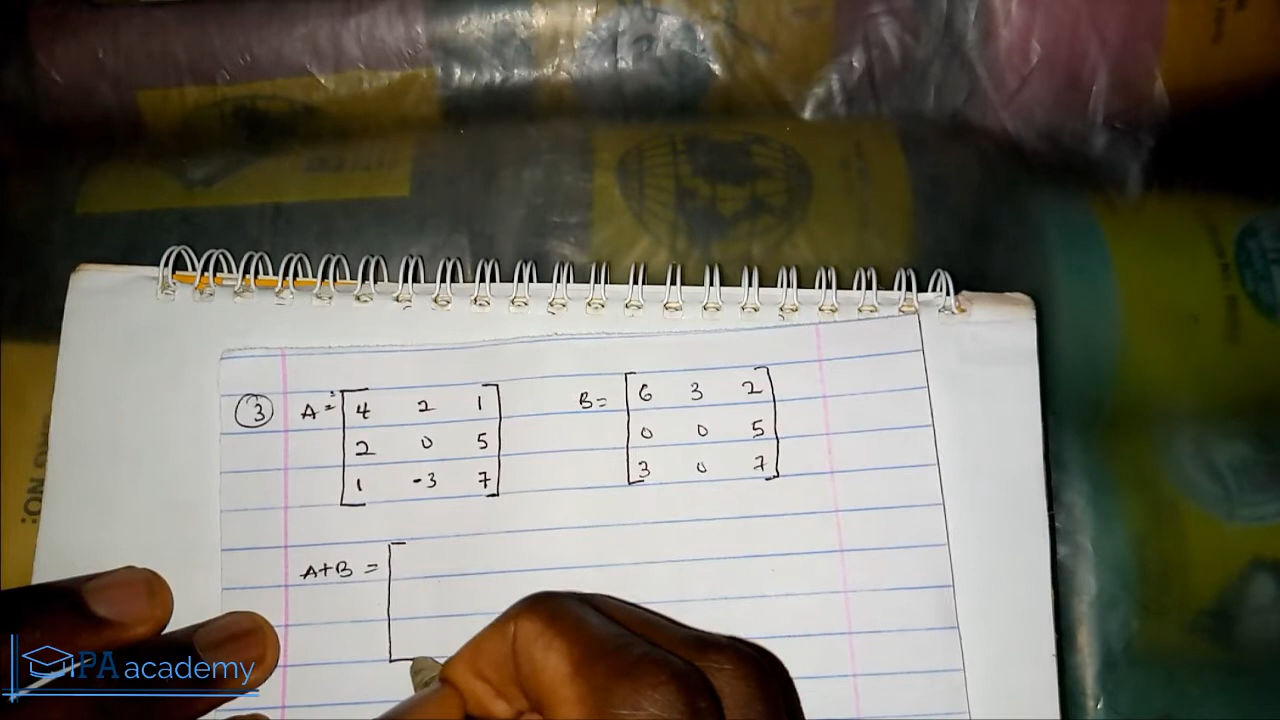 3 A = 4 2 1 B = 6 3 2
2 0 5 0 0 5
1 -3 7 3 0 7
A+B =
PA academy